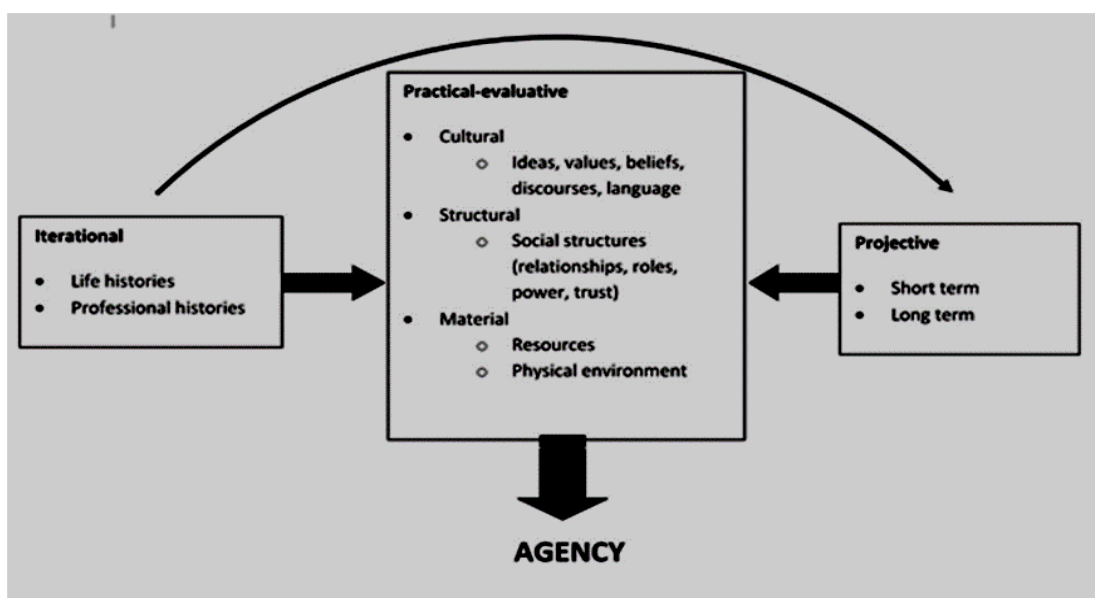 Practical-evaluative
• Cultural
o Ideas, values, beliefs,
discourses, language
• Structural
o Social structures
(relationships, roles,
power, trust)
• Material
o Resources
o Physical environment
Iterational
• Life histories
• Professional histories
Projective
• Short term
• Long term
AGENCY